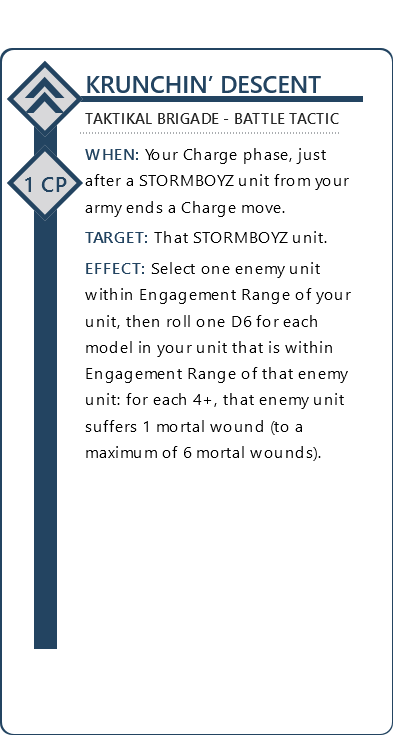 KRUNCHIN’ DESCENT
TAKTIKAL BRIGADE - BATTLE TACTIC
1 CP
WHEN: Your Charge phase, just
after a STORMBOYZ unit from your
army ends a Charge move.
TARGET: That STORMBOYZ unit.
EFFECT: Select one enemy unit
within Engagement Range of your
unit, then roll one D6 for each
model in your unit that is within
Engagement Range of that enemy
unit: for each 4+, that enemy unit
suffers 1 mortal wound (to a
maximum of 6 mortal wounds).